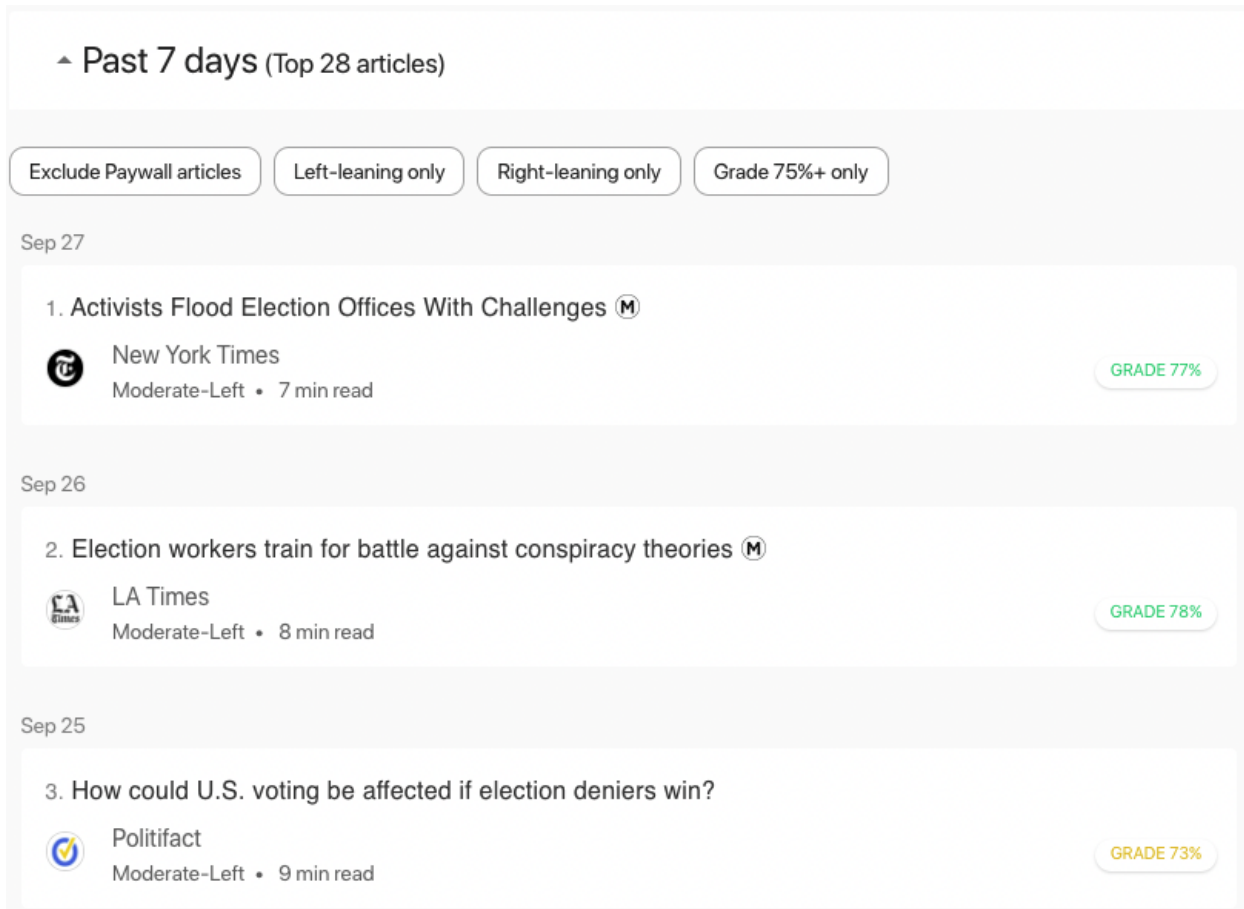 Past 7 days (Top 28 articles)
Exclude Paywall articles Left-leaning only Right-leaning only Grade 75%+ only
Sep 27
1. Activists Flood Election Offices With Challenges M
New York Times
Moderate-Left • 7 min read
GRADE 77%
Sep 26
2. Election workers train for battle against conspiracy theories M
LA Times
LA Times
Moderate-Left • 8 min read
GRADE 78%
Sep 25
3. How could U.S. voting be affected if election deniers win?
Politifact
Moderate-Left • 9 min read
GRADE 73%